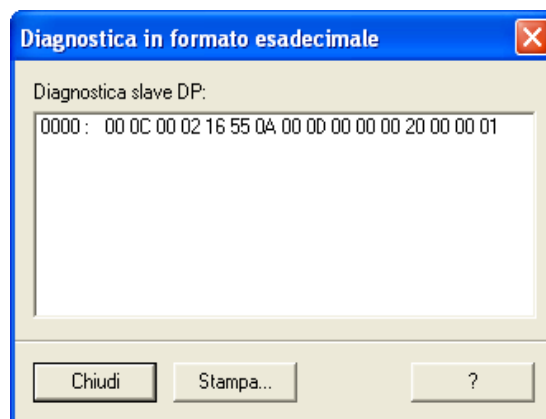 Diagnostica in formato esadecimale
Diagnostica slave DP:
0000 : 00 0C 00 02 16 55 0A 00 0D 00 00 00 20 00 00 01
Chiudi Stampa... ?